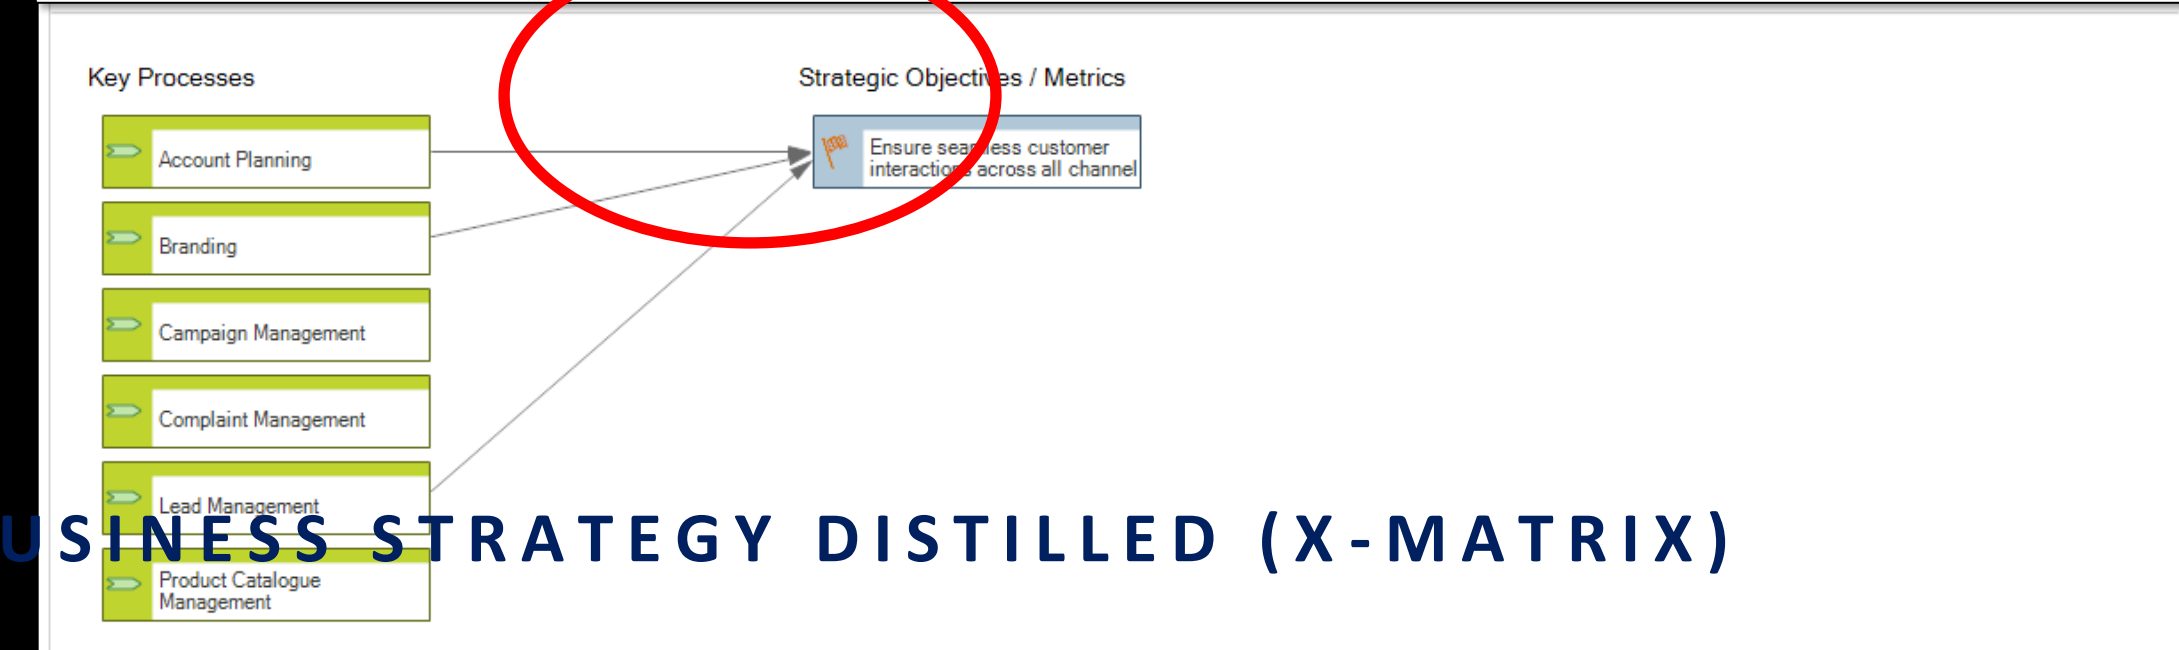 Key Processes
Strategic Objectives / Metrics
Account Planning
Ensure seamless customer
interactions across all channel
Branding
Campaign Management
Complaint Management
Lead Management
USINESS STRATEGY DISTILLED (X-MATRIX)
Product Catalogue
Management